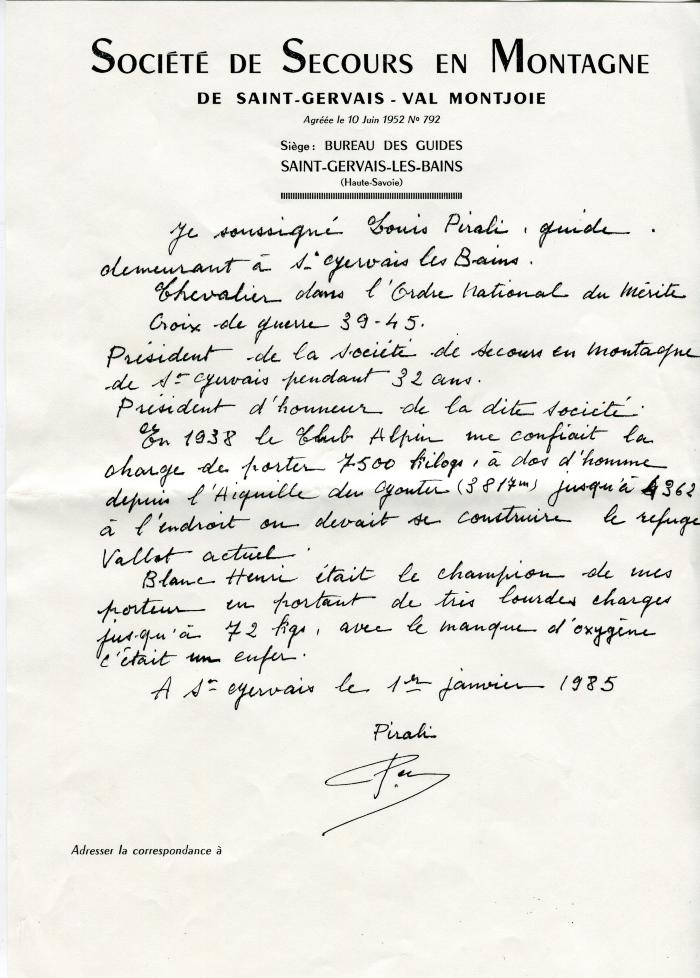 SOCIÉTÉ DE SECOURS EN MONTAGNE
DE SAINT-GERVAIS - VAL MONTJOIE
Agréée le 10 Juin 1952 No 792
Siège : BUREAU DES GUIDES
SAINT-GERVAIS-LES-BAINS
(Haute-Savoie)
Je soussigné Louis Pirali, guide.
demeurant à St Gervais les Bains.
Chevalier dans l'Ordre National du Mérite
Croix de guerre 39-45.
Président de la société de secours en montagne
de St Gervais pendant 32 ans.
Président d'honneur de la dite société.
En 1938 le Club Alpin me confiait la
charge de porter 7500 kilogs, à dos d'homme
depuis l'Aiguille du Gouter (3817m) jusqu'à 4362
à l'endroit ou devait se construire le refuge
Vallot actuel.
Blanc Henri était le champion de mes
porteur en portant de très lourdes charges
jusqu'à 72 kgs, avec le manque d'oxygène
c'était un enfer.
A St Gervais le 1er janvier 1985
Pirali
Adresser la correspondance à